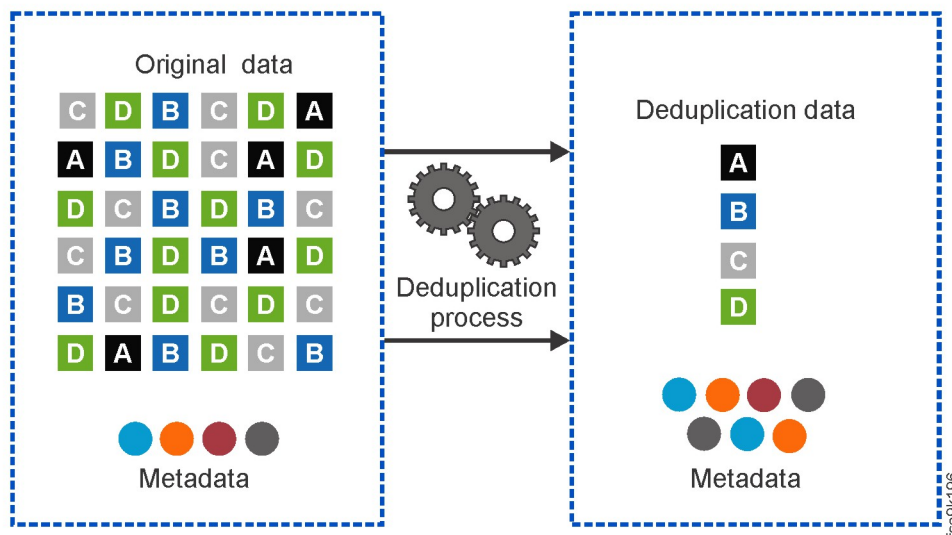 Original data
C D B C D A
A B D C A D
D C B D B C
C B D B A D
B C D C D C
D A B D C B
Metadata
Deduplication
process
Deduplication data
A
B
C
D
Metadata